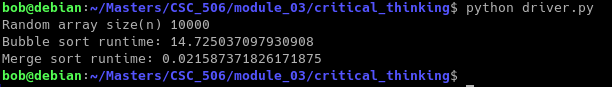 bob@debian:~/Masters/CSC_506/module_03/critical_thinking$ python driver.py
Random array size(n) 10000
Bubble sort runtime: 14.725037097930908
Merge sort runtime: 0.021587371826171875
bob@debian:~/Masters/CSC_506/module_03/critical_thinking$